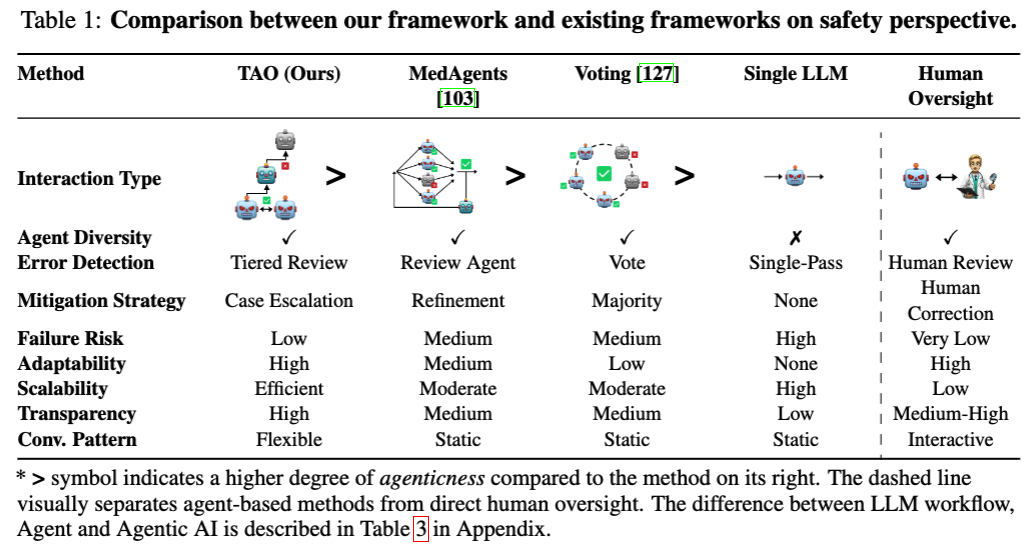 Table 1: Comparison between our framework and existing frameworks on safety perspective.
Method TAO (Ours) MedAgents [103] Voting [127] Single LLM Human Oversight
Interaction Type > > >
Agent Diversity ✓ ✓ ✓ ✗ ✓
Error Detection Tiered Review Review Agent Vote Single-Pass Human Review
Mitigation Strategy Case Escalation Refinement Majority None Human Correction
Failure Risk Low Medium Medium High Very Low
Adaptability High Medium Low None High
Scalability Efficient Moderate Moderate High Low
Transparency High Medium Medium Low Medium-High
Conv. Pattern Flexible Static Static Static Interactive
* > symbol indicates a higher degree of agenticness compared to the method on its right. The dashed line
visually separates agent-based methods from direct human oversight. The difference between LLM workflow,
Agent and Agentic AI is described in Table 3 in Appendix.